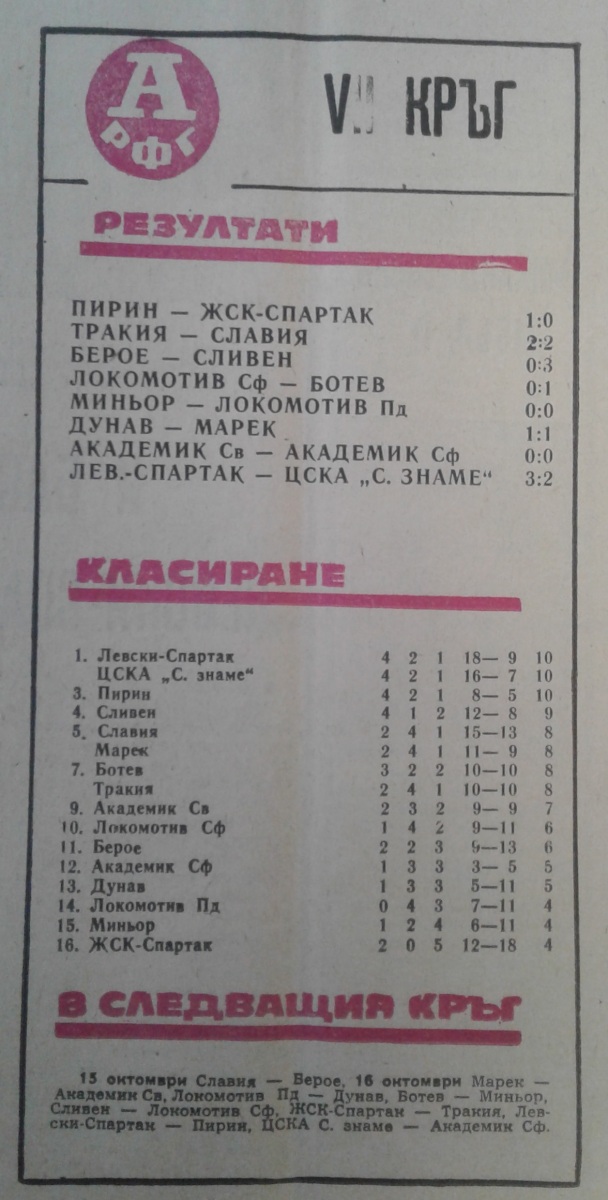 А
РФГ
VII КРЪГ
РЕЗУЛТАТИ
ПИРИН — ЖСК-СПАРТАК 1:0
ТРАКИЯ — СЛАВИЯ 2:2
БЕРОЕ — СЛИВЕН 0:3
ЛОКОМОТИВ Сф — БОТЕВ 0:1
МИНЬОР — ЛОКОМОТИВ Пд 0:0
ДУНАВ — МАРЕК 1:1
АКАДЕМИК Св — АКАДЕМИК Сф 0:0
ЛЕВ.-СПАРТАК — ЦСКА „С. ЗНАМЕ“ 3:2
КЛАСИРАНЕ
1. Левски-Спартак 4 2 1 18— 9 10
ЦСКА „С. знаме“ 4 2 1 16— 7 10
3. Пирин 4 2 1 8— 5 10
4. Сливен 4 1 2 12— 8 9
5. Славия 2 4 1 15—13 8
Марек 2 4 1 11— 9 8
7. Ботев 3 2 2 10—10 8
Тракия 2 4 1 10—10 8
9. Академик Св 2 3 2 9— 9 7
10. Локомотив Сф 1 4 2 9—11 6
11. Берое 2 2 3 9—13 6
12. Академик Сф 1 3 3 3— 5 5
13. Дунав 1 3 3 5—11 5
14. Локомотив Пд 0 4 3 7—11 4
15. Миньор 1 2 4 6—11 4
16. ЖСК-Спартак 2 0 5 12—18 4
В СЛЕДВАЩИЯ КРЪГ
15 октомври Славия — Берое, 16 октомври Марек —
Академик Св, Локомотив Пд — Дунав, Ботев — Миньор,
Сливен — Локомотив Сф, ЖСК-Спартак — Тракия, Лев-
ски-Спартак — Пирин, ЦСКА С. знаме — Академик Сф.